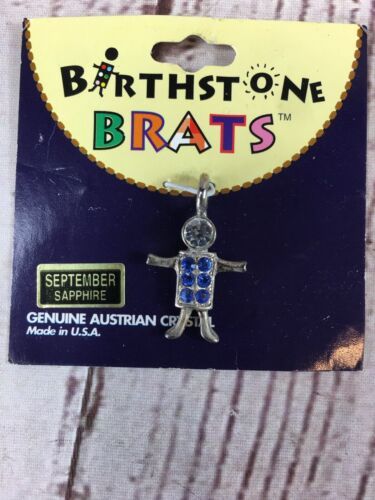 BIRTHSTONE
BRATS™
SEPTEMBER
SAPPHIRE
GENUINE AUSTRIAN CRYSTAL
Made in U.S.A.